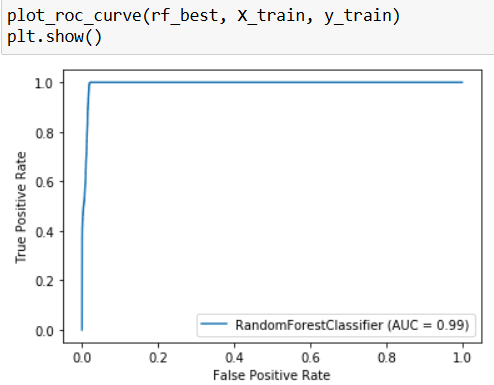 plot_roc_curve(rf_best, X_train, y_train)
plt.show()
1.0
0.8
0.6
0.4
0.2
0.0
True Positive Rate
RandomForestClassifier (AUC = 0.99)
0.0 0.2 0.4 0.6 0.8 1.0
False Positive Rate